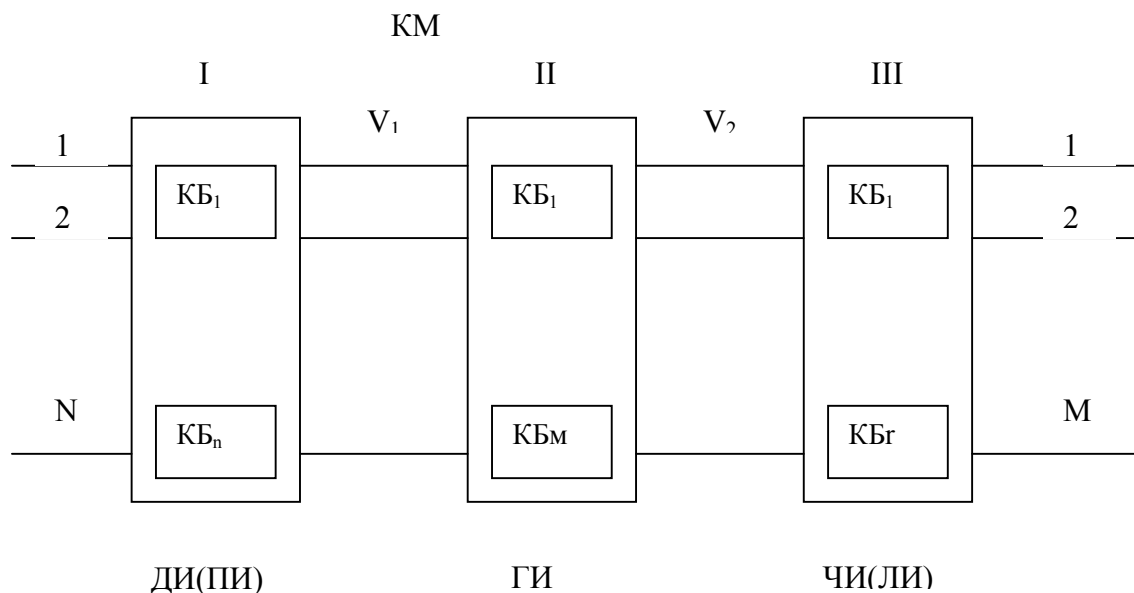 КМ
I II III
V₁ V₂
1 1
КБ₁ КБ₁ КБ₁
2 2
N M
КБₙ КБм КБr
ДИ(ПИ) ГИ ЧИ(ЛИ)